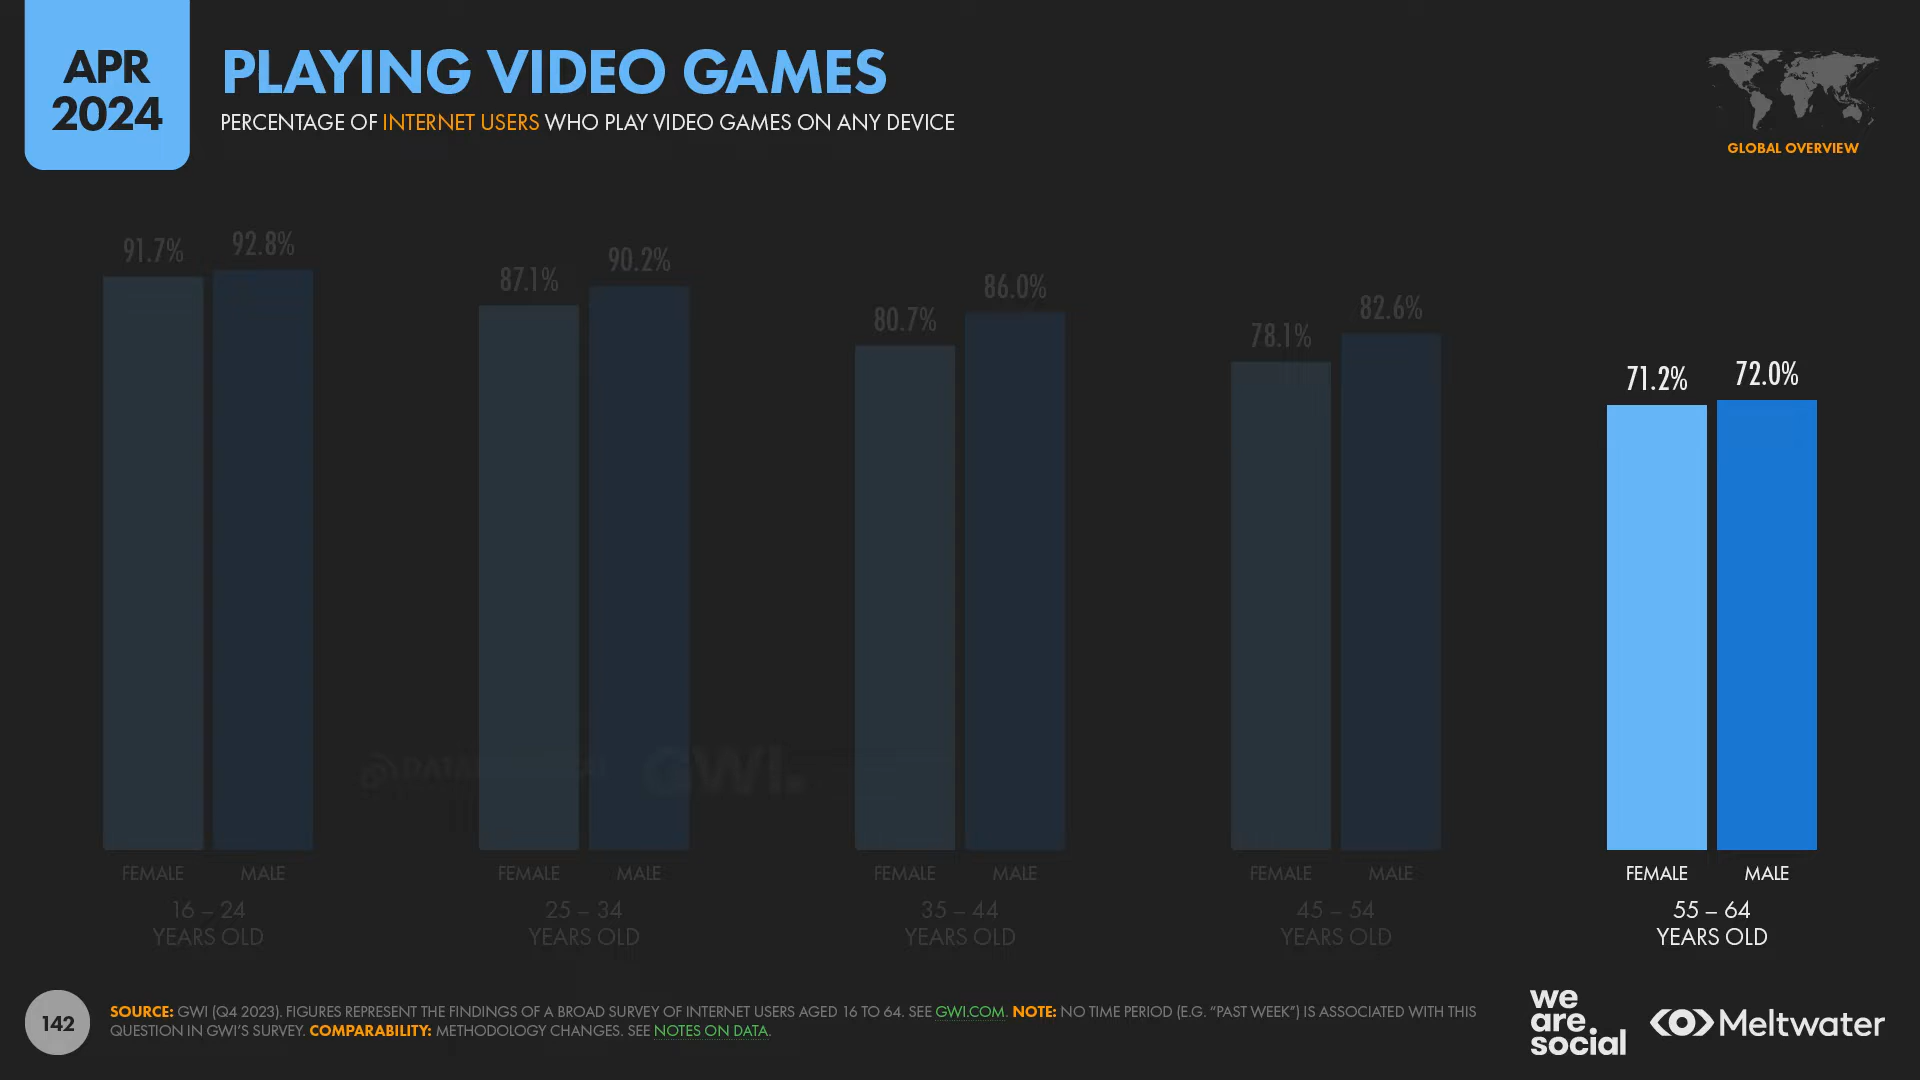 APR
2024
PLAYING VIDEO GAMES
PERCENTAGE OF INTERNET USERS WHO PLAY VIDEO GAMES ON ANY DEVICE
GLOBAL OVERVIEW
91.7% 92.8% 87.1% 90.2% 80.7% 86.0% 78.1% 82.6% 71.2% 72.0%
GWI.
FEMALE MALE FEMALE MALE FEMALE MALE FEMALE MALE FEMALE MALE
16 – 24 25 – 34 35 – 44 45 – 54 55 – 64
YEARS OLD YEARS OLD YEARS OLD YEARS OLD YEARS OLD
142
SOURCE: GWI (Q4 2023). FIGURES REPRESENT THE FINDINGS OF A BROAD SURVEY OF INTERNET USERS AGED 16 TO 64. SEE GWI.COM. NOTE: NO TIME PERIOD (E.G. “PAST WEEK”) IS ASSOCIATED WITH THIS
QUESTION IN GWI’S SURVEY. COMPARABILITY: METHODOLOGY CHANGES. SEE NOTES ON DATA.
we
are
social
Meltwater